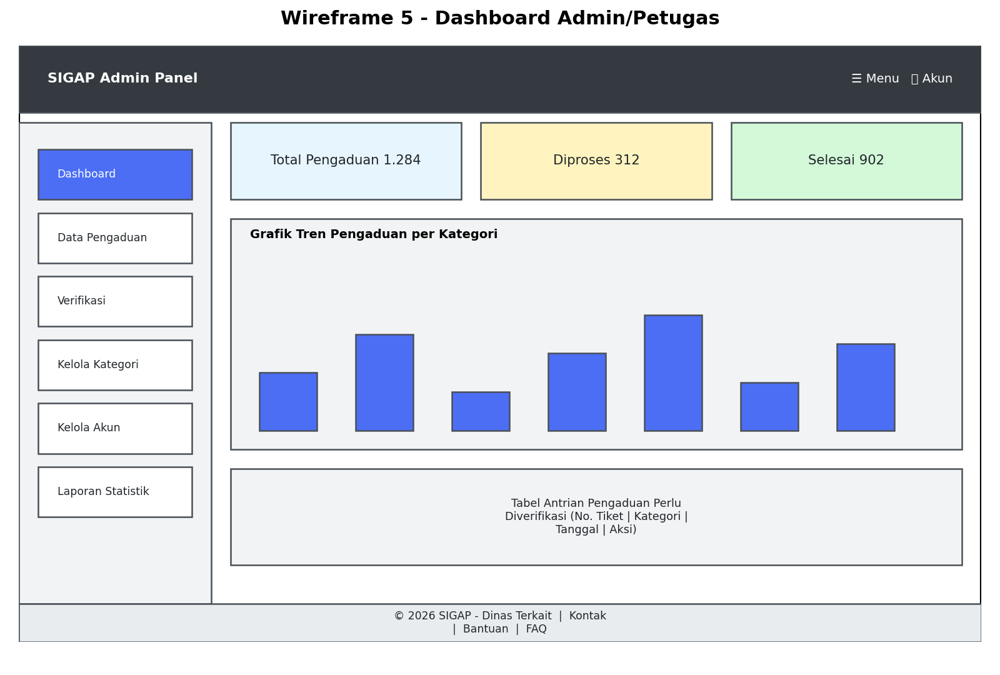 Wireframe 5 - Dashboard Admin/Petugas
SIGAP Admin Panel
☰ Menu Akun
Dashboard
Data Pengaduan
Verifikasi
Kelola Kategori
Kelola Akun
Laporan Statistik
Total Pengaduan 1.284
Diproses 312
Selesai 902
Grafik Tren Pengaduan per Kategori
Tabel Antrian Pengaduan Perlu
Diverifikasi (No. Tiket | Kategori |
Tanggal | Aksi)
© 2026 SIGAP - Dinas Terkait | Kontak
| Bantuan | FAQ